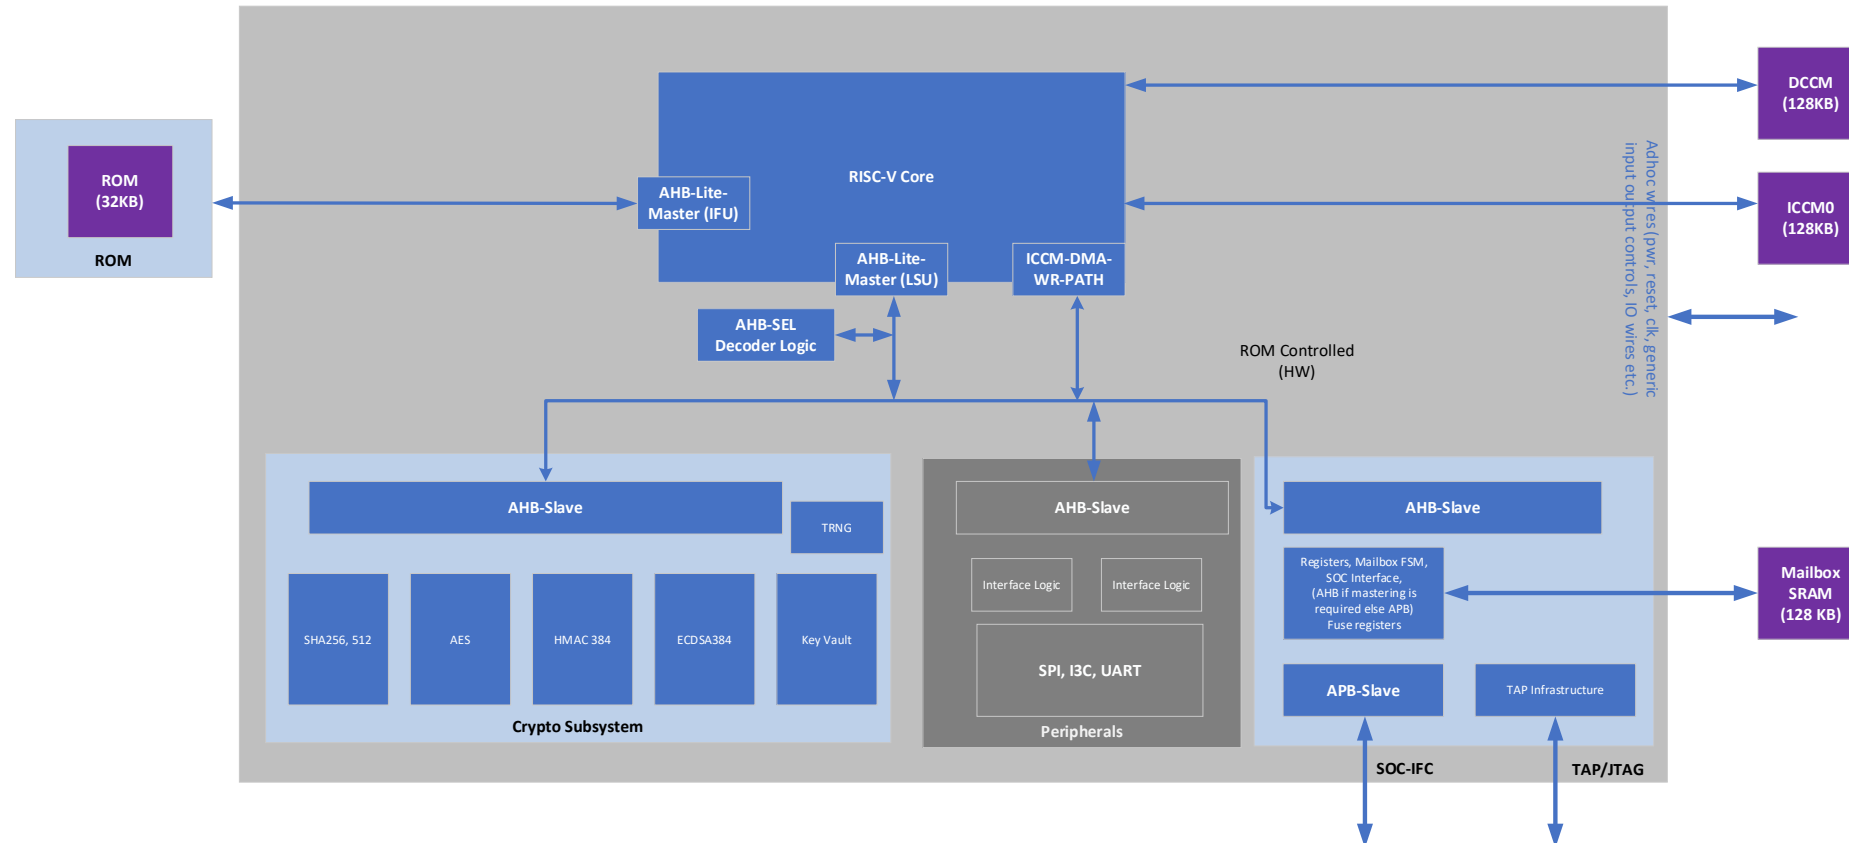 DCCM
(128KB)
ROM
(32KB)
ROM
RISC-V Core
AHB-Lite-
Master (IFU)
AHB-Lite-
Master (LSU)
ICCM-DMA-
WR-PATH
ICCM0
(128KB)
Adhoc wires (pwr, reset, clk, generic
input output controls, IO wires etc.)
AHB-SEL
Decoder Logic
ROM Controlled
(HW)
AHB-Slave
TRNG
SHA256, 512
AES
HMAC 384
ECDSA384
Key Vault
Crypto Subsystem
AHB-Slave
Interface Logic
Interface Logic
SPI, I3C, UART
Peripherals
AHB-Slave
Registers, Mailbox FSM,
SOC Interface,
(AHB if mastering is
required else APB)
Fuse registers
Mailbox
SRAM
(128 KB)
APB-Slave
TAP Infrastructure
SOC-IFC
TAP/JTAG